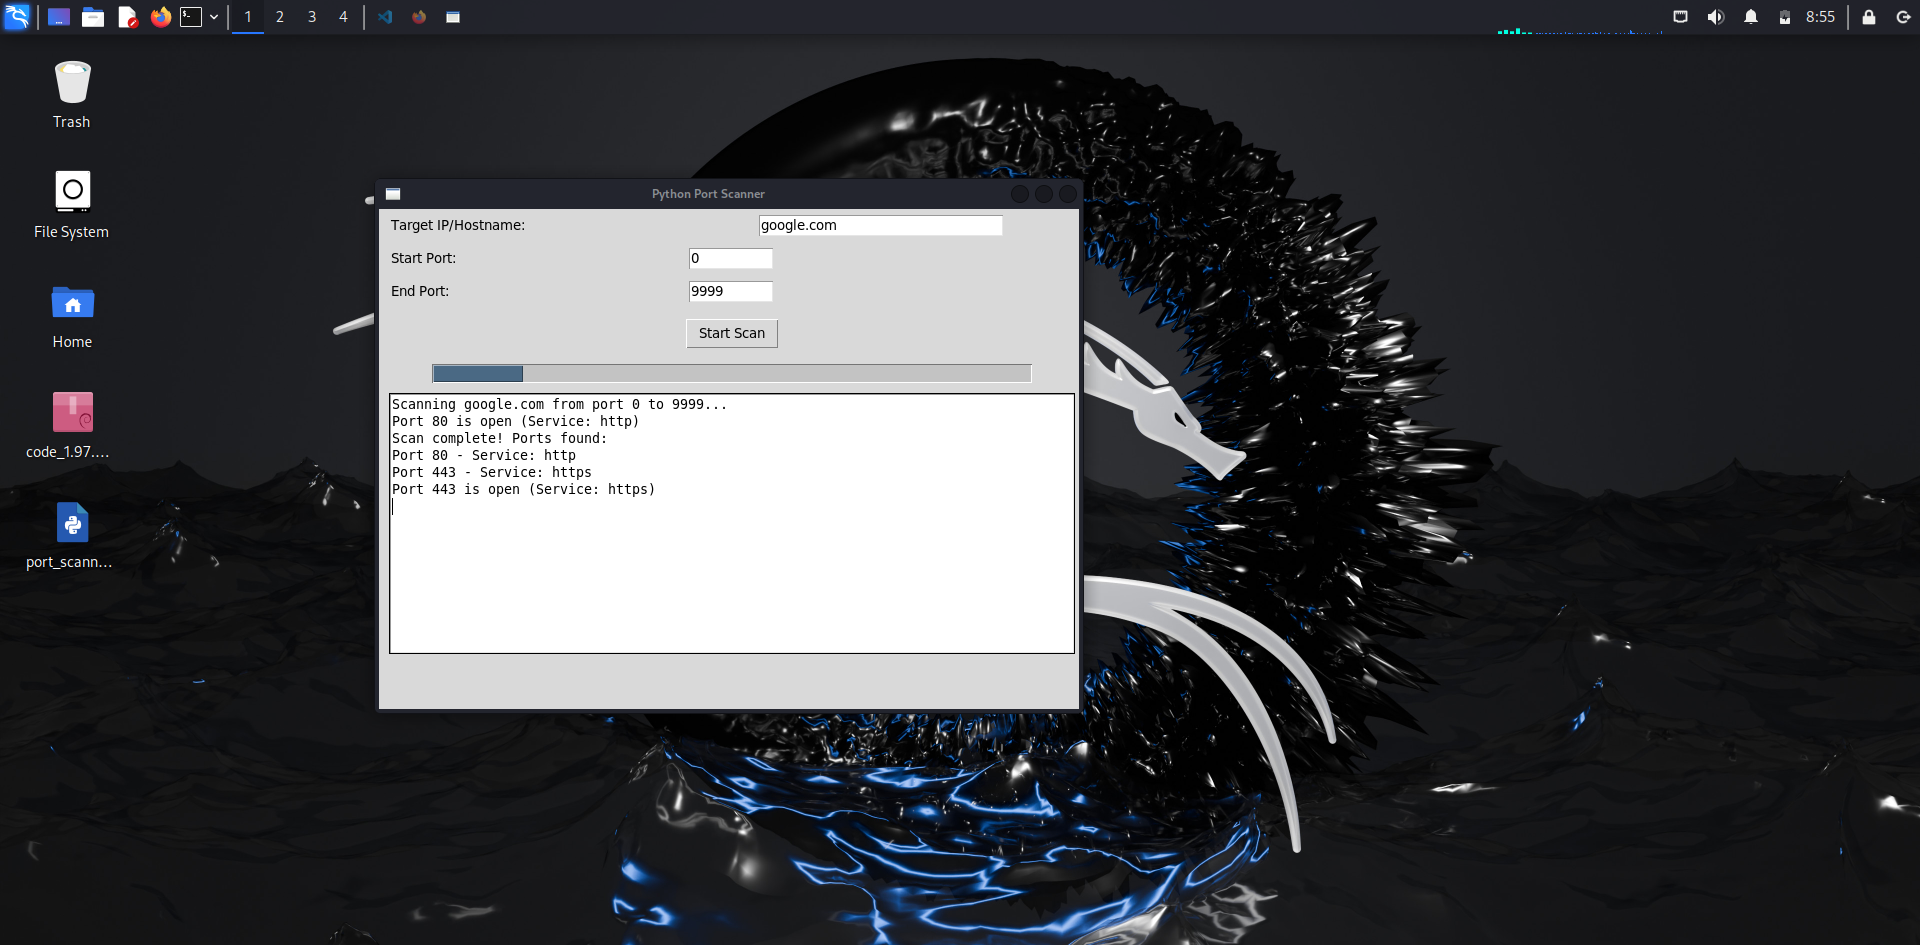 1 2 3 4
8:55
Trash
File System
Home
code_1.97....
port_scann...
Python Port Scanner
Target IP/Hostname: google.com
Start Port: 0
End Port: 9999
Start Scan
Scanning google.com from port 0 to 9999...
Port 80 is open (Service: http)
Scan complete! Ports found:
Port 80 - Service: http
Port 443 - Service: https
Port 443 is open (Service: https)